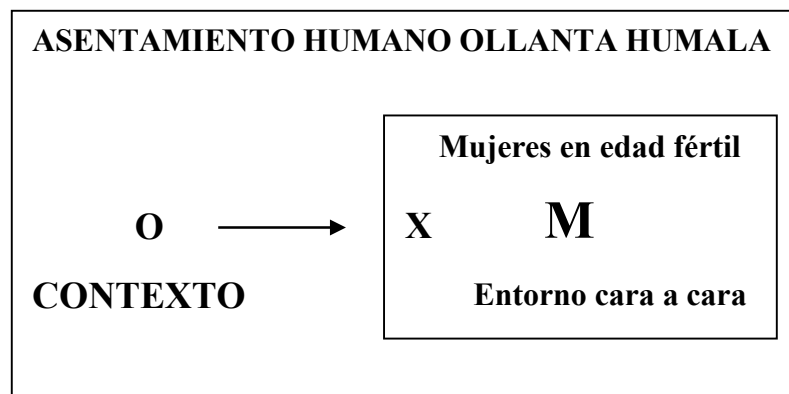 ASENTAMIENTO HUMANO OLLANTA HUMALA
Mujeres en edad fértil
O X M
CONTEXTO Entorno cara a cara